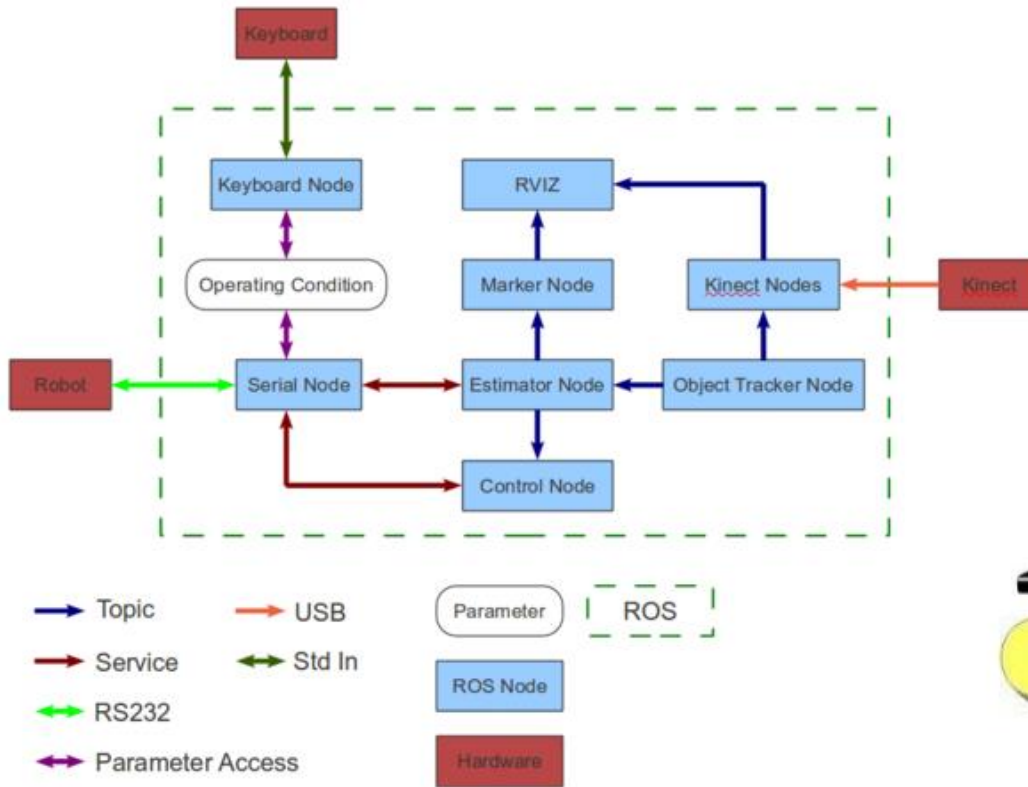 Keyboard
Keyboard Node
RVIZ
Operating Condition
Marker Node
Kinect Nodes
Kinect
Robot
Serial Node
Estimator Node
Object Tracker Node
Control Node
Topic
USB
Parameter
ROS
Service
Std In
ROS Node
RS232
Parameter Access
Hardware